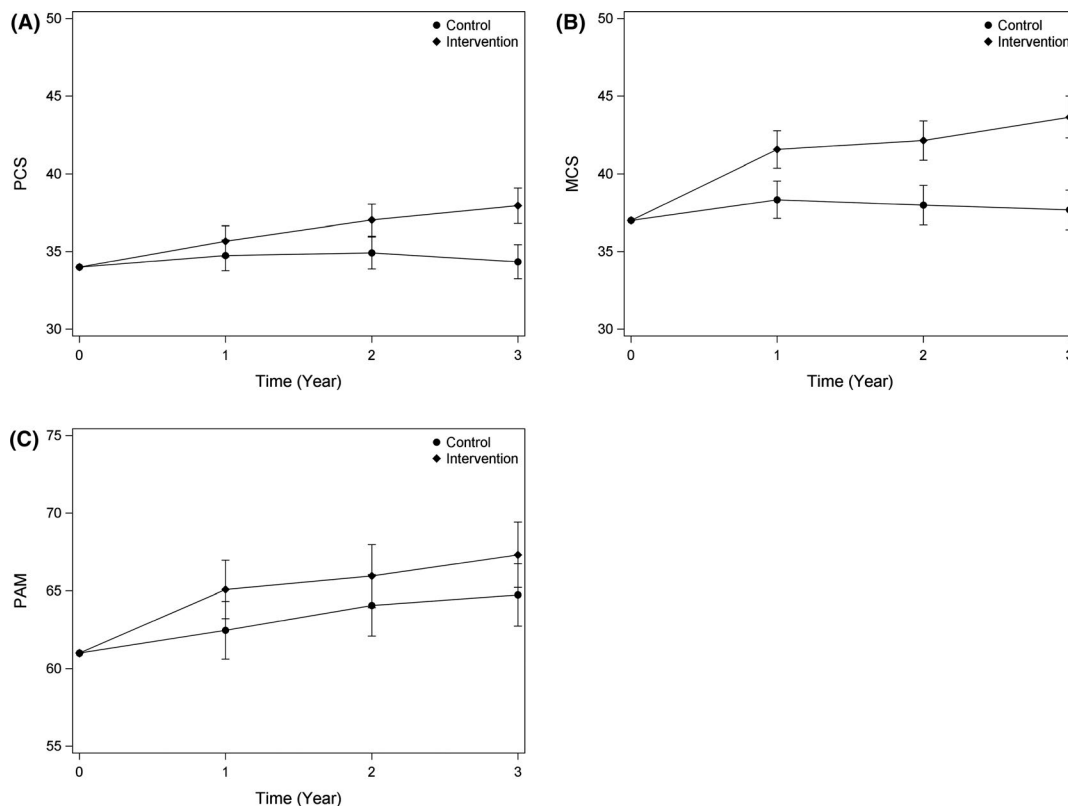 (A)
Control
Intervention
50
45
40
35
30
PCS
0 1 2 3
Time (Year)
(B)
Control
Intervention
50
45
40
35
30
MCS
0 1 2 3
Time (Year)
(C)
Control
Intervention
75
70
65
60
55
PAM
0 1 2 3
Time (Year)